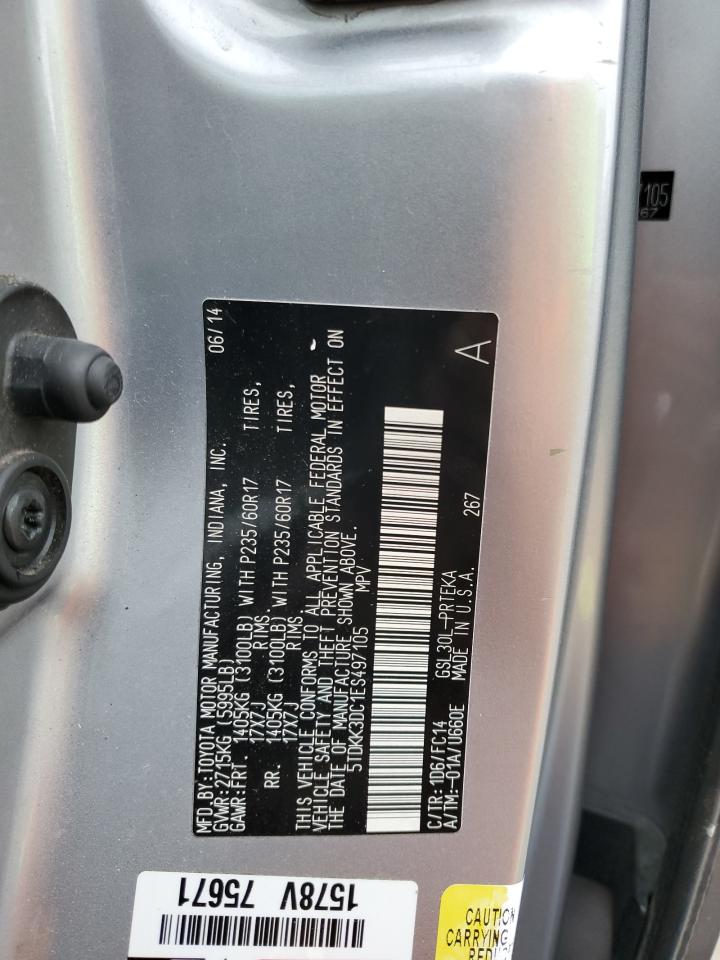 MFD.BY:TOYOTA MOTOR MANUFACTURING, INDIANA, INC. 06/14
GVWR:2715KG (5995LB)
GAWR:FRT. 1405KG (3100LB) WITH P235/60R17 TIRES,
17X7J RIMS
RR. 1405KG (3100LB) WITH P235/60R17 TIRES,
17X7J RIMS.
THIS VEHICLE CONFORMS TO ALL APPLICABLE FEDERAL MOTOR
VEHICLE SAFETY AND THEFT PREVENTION STANDARDS IN EFFECT ON
THE DATE OF MANUFACTURE SHOWN ABOVE.
5TDKK3DC1ES497105 MPV
C/TR:1D6/FC14 GSL30L-PRTEKA 267 A
A/TM:-01A/U660E MADE IN U.S.A.
1578V 75671
CAUTION
CARRYING
REDUCE
105
67